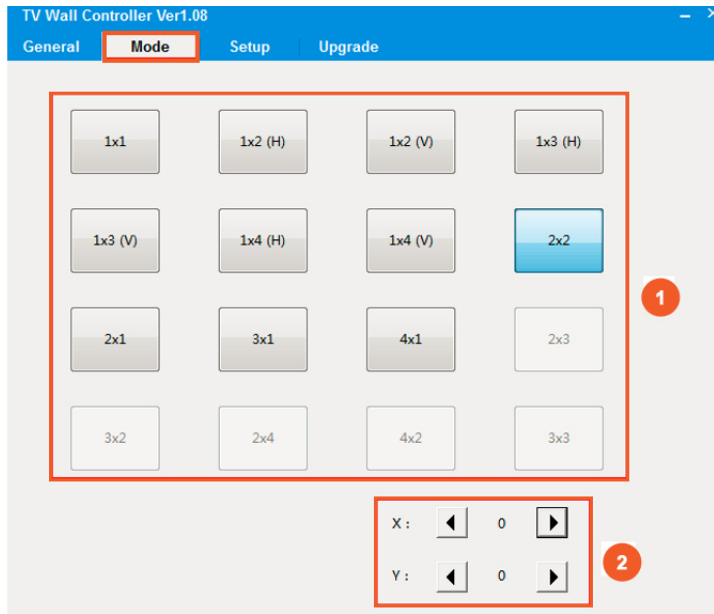 TV Wall Controller Ver1.08
General Mode Setup Upgrade
1x1 1x2 (H) 1x2 (V) 1x3 (H)
1x3 (V) 1x4 (H) 1x4 (V) 2x2
1
2x1 3x1 4x1 2x3
3x2 2x4 4x2 3x3
X : 0
2
Y : 0